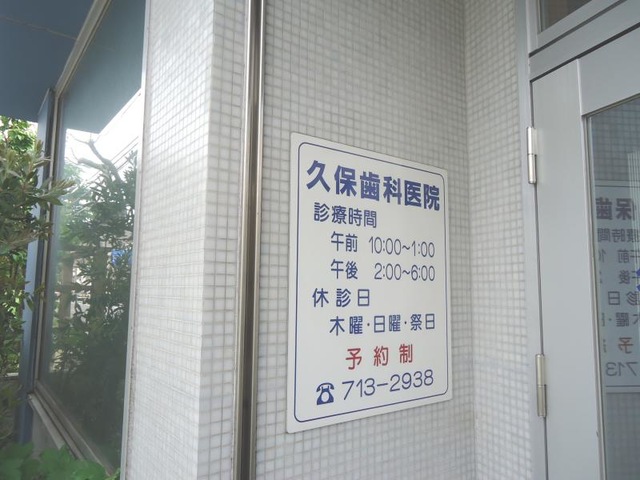 久保歯科医院
診療時間
午前 10:00~1:00
午後 2:00~6:00
休診日
木曜・日曜・祭日
予約制
☎713-2938